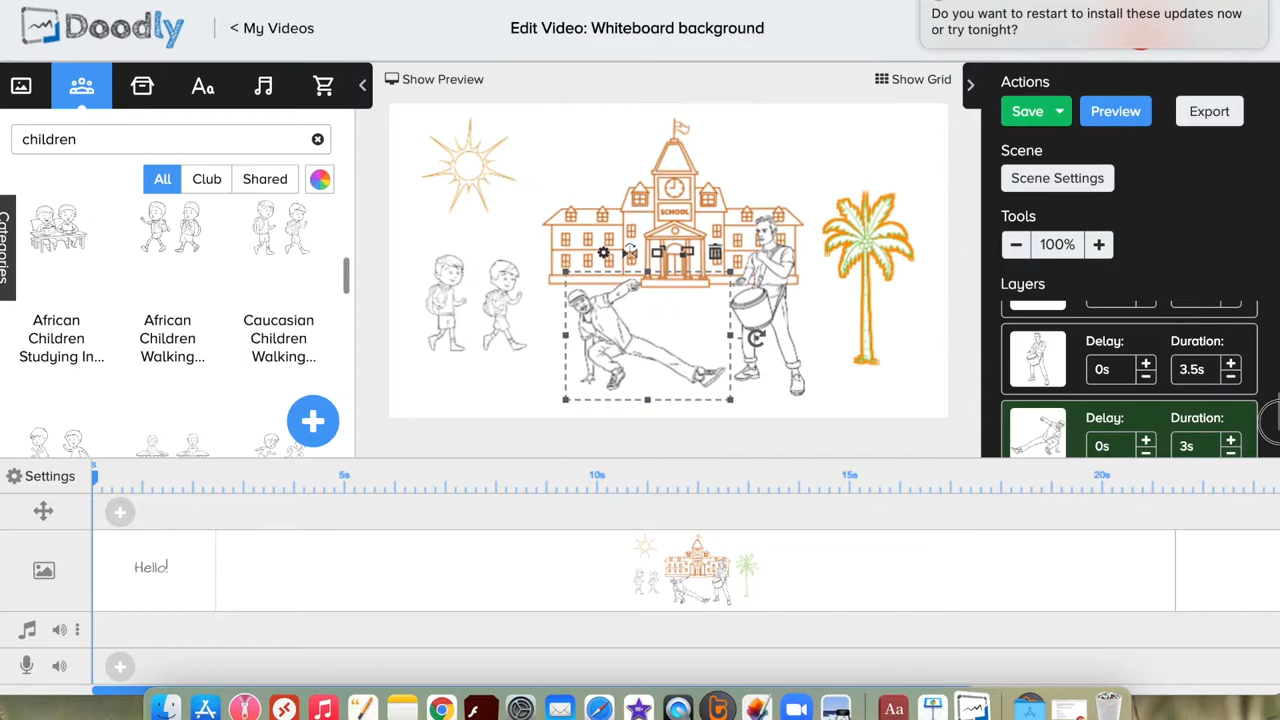 Doodly
< My Videos
Edit Video: Whiteboard background
Do you want to restart to install these updates now
or try tonight?
Aa
Show Preview
Show Grid
Actions
children
Save
Preview
Export
Scene
All
Club
Shared
Scene Settings
Categories
SCHOOL
Tools
100%
Layers
African
Children
Studying In...
African
Children
Walking...
Caucasian
Children
Walking...
Delay:
Duration:
0s
3.5s
Delay:
Duration:
0s
3s
Settings
5s
10s
15s
20s
Hello!
Aa